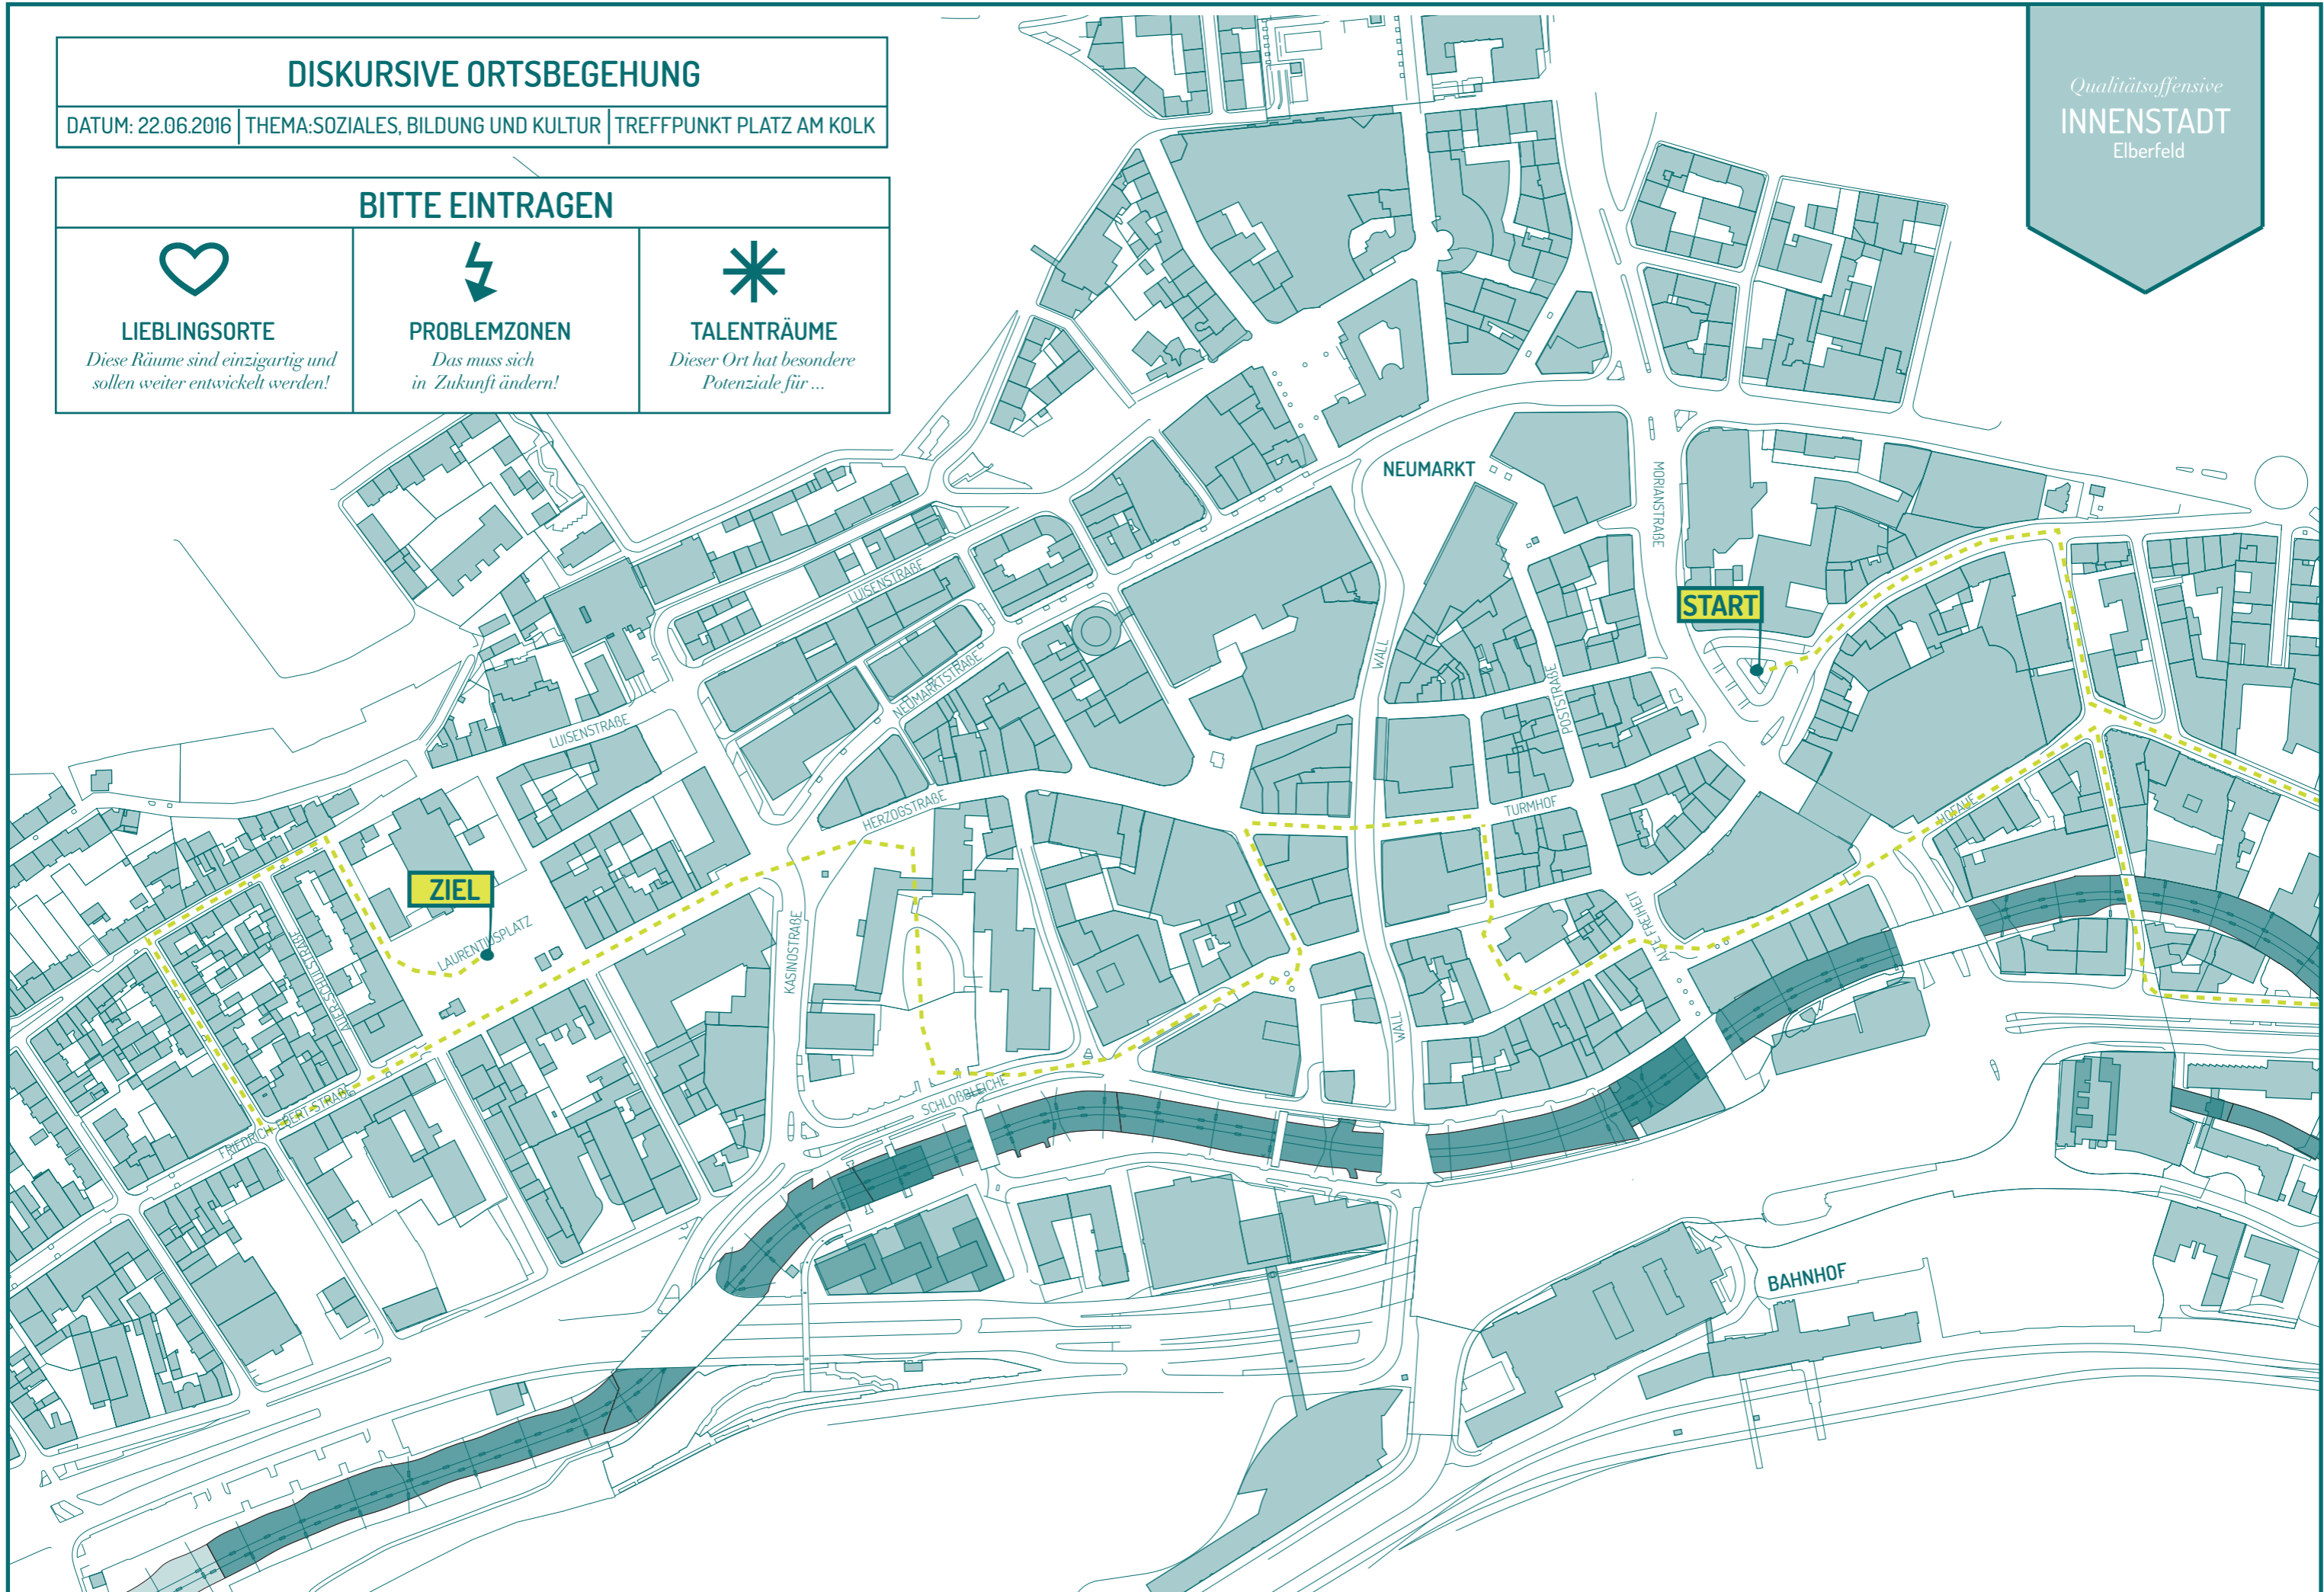 DISKURSIVE ORTSBEGEHUNG
DATUM: 22.06.2016 THEMA:SOZIALES, BILDUNG UND KULTUR TREFFPUNKT PLATZ AM KOLK
BITTE EINTRAGEN
LIEBLINGSORTE
Diese Räume sind einzigartig und
sollen weiter entwickelt werden!
PROBLEMZONEN
Das muss sich
in Zukunft ändern!
TALENTRÄUME
Dieser Ort hat besondere
Potenziale für ...
Qualitätsoffensive
INNENSTADT
Elberfeld
NEUMARKT
MORIANSTRAßE
START
LUISENSTRAßE
NEUMARKTSTRAßE
WALL
POSTSTRAßE
LUISENSTRAßE
HERZOGSTRAßE
TURMHOF
HOFAUE
ZIEL
LAURENTIUSPLATZ
KASINOSTRAßE
ALTE FREIHEIT
AUER SCHULSTRAßE
WALL
SCHLOßBLEICHE
FRIEDRICH-EBERT-STRAßE
BAHNHOF